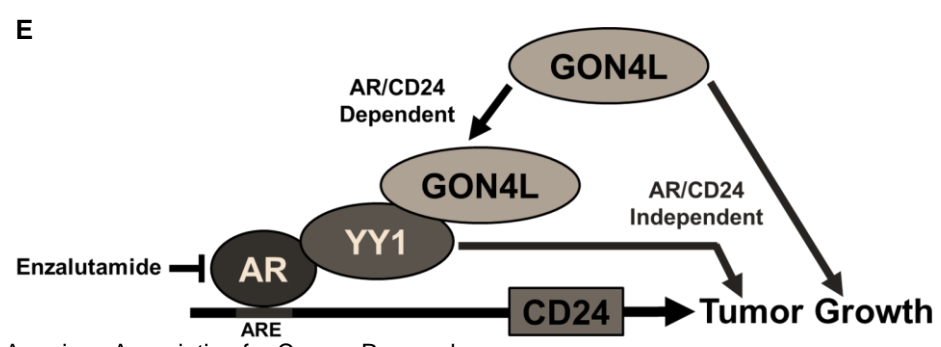 E
GON4L
AR/CD24
Dependent
GON4L
AR/CD24
Independent
YY1
Enzalutamide
AR
CD24
Tumor Growth
ARE